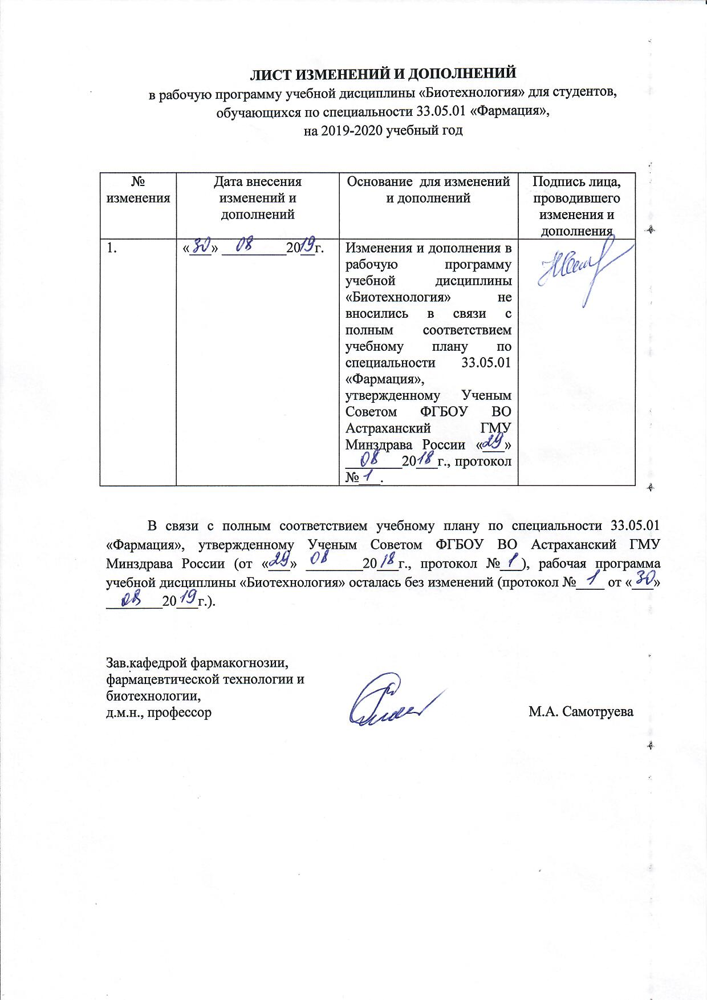 ЛИСТ ИЗМЕНЕНИЙ И ДОПОЛНЕНИЙ
в рабочую программу учебной дисциплины «Биотехнология» для студентов,
обучающихся по специальности 33.05.01 «Фармация»,
на 2019-2020 учебный год
№
изменения
Дата внесения
изменений и
дополнений
Основание для изменений
и дополнений
Подпись лица,
проводившего
изменения и
дополнения
1.
«30» 08 2019г.
Изменения и дополнения в
рабочую программу
учебной дисциплины
«Биотехнология» не
вносились в связи с
полным соответствием
учебному плану по
специальности 33.05.01
«Фармация»,
утвержденному Ученым
Советом ФГБОУ ВО
Астраханский ГМУ
Минздрава России «29»
08 2018г., протокол
№ 1.
В связи с полным соответствием учебному плану по специальности 33.05.01
«Фармация», утвержденному Ученым Советом ФГБОУ ВО Астраханский ГМУ
Минздрава России (от «29» 08 2018г., протокол № 1), рабочая программа
учебной дисциплины «Биотехнология» осталась без изменений (протокол № 1 от «30»
08 2019г.).
Зав.кафедрой фармакогнозии,
фармацевтической технологии и
биотехнологии,
д.м.н., профессор
М.А. Самотруева